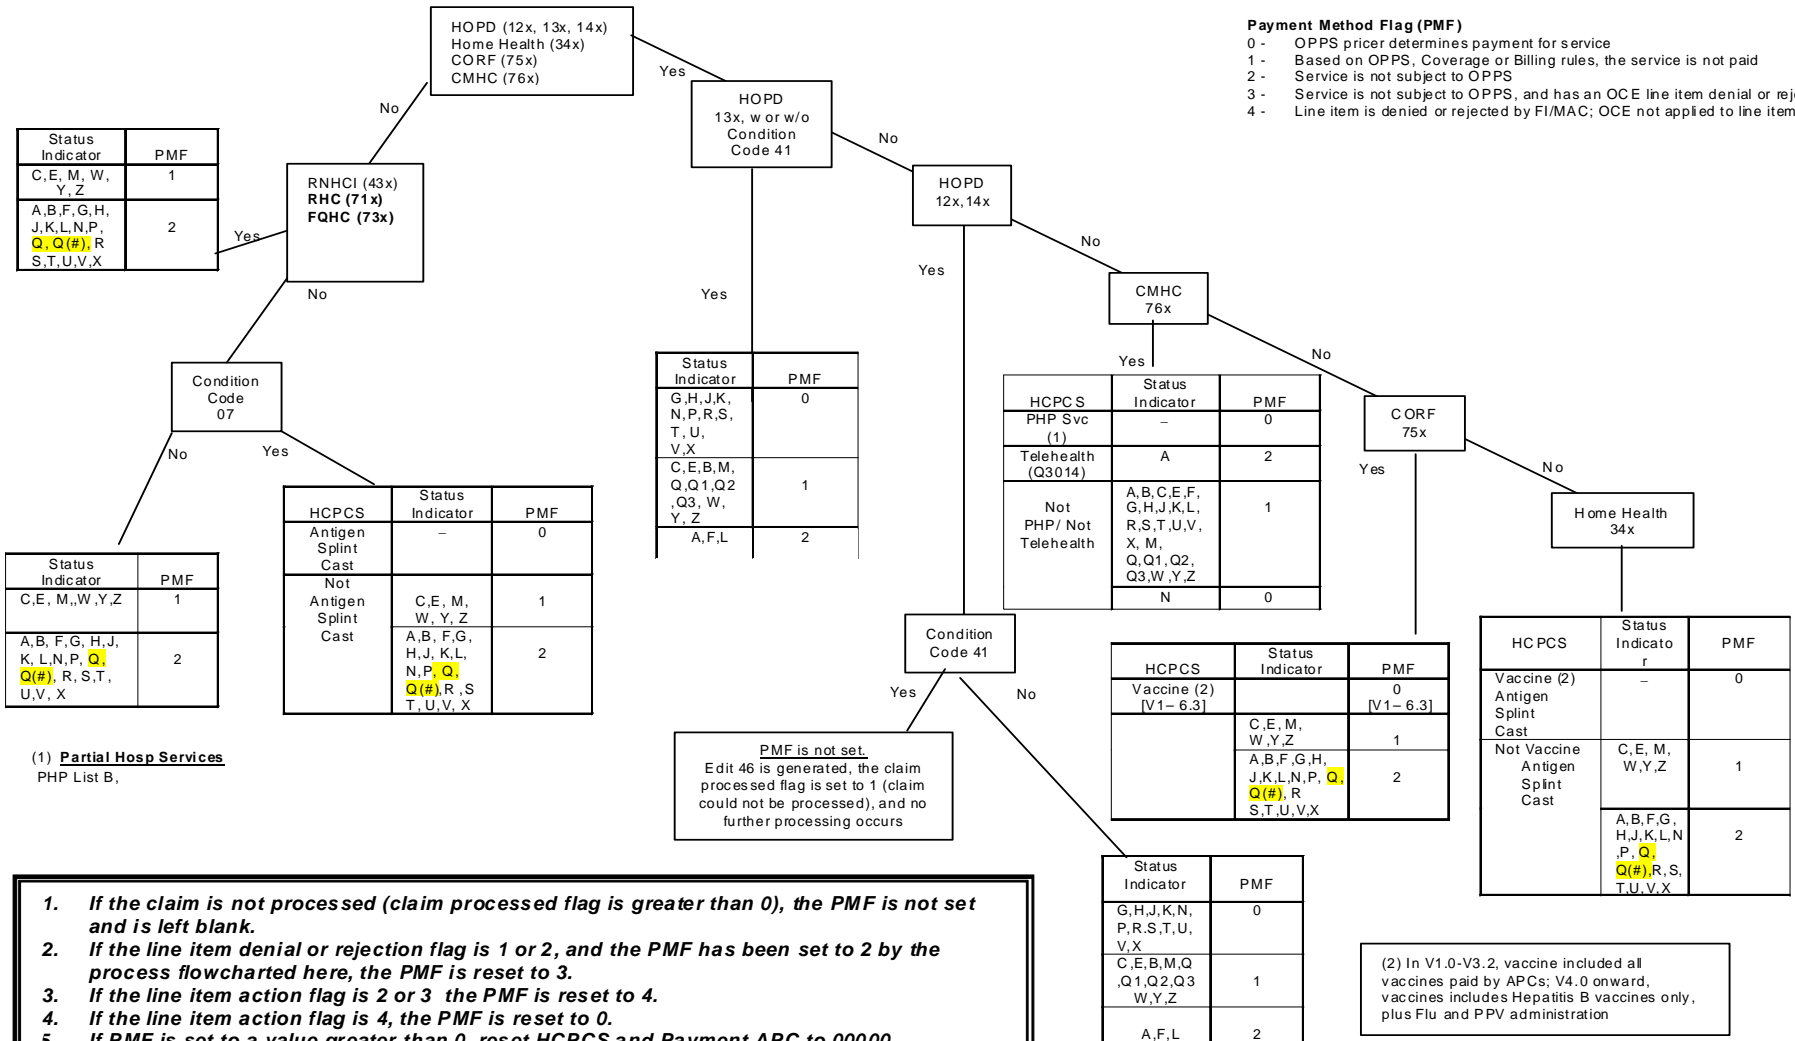 HOPD (12x, 13x, 14x)
Home Health (34x)
CORF (75x)
CMHC (76x)
Payment Method Flag (PMF)
0 - OPPS pricer determines payment for service
1 - Based on OPPS, Coverage or Billing rules, the service is not paid
2 - Service is not subject to OPPS
3 - Service is not subject to OPPS, and has an OCE line item denial or rej
4 - Line item is denied or rejected by FI/MAC; OCE not applied to line item
Yes
No
HOPD
13x, w or w/o
Condition
Code 41
No
Status
Indicator PMF
C,E, M, W,
Y, Z 1
A,B,F,G,H,
J,K,L,N,P,
Q, Q(#), R
S,T,U,V,X 2
Yes
RNHCI (43x)
RHC (71x)
FQHC (73x)
No
HOPD
12x,14x
No
Yes
Yes
CMHC
76x
Yes
No
Condition
Code
07
No
Yes
Status
Indicator PMF
G,H,J,K,
N,P,R,S,
T, U,
V,X 0
C,E,B,M,
Q,Q1,Q2
,Q3, W,
Y, Z 1
A,F,L 2
HCPCS Status Indicator PMF
PHP Svc
(1) – 0
Telehealth
(Q3014) A 2
Not
PHP/ Not
Telehealth
A,B,C,E,F,
G,H,J,K,L,
R,S,T,U,V,
X, M,
Q,Q1,Q2,
Q3,W,Y,Z 1
N 0
CORF
75x
Yes
No
Home Health
34x
HCPCS Status Indicator PMF
Antigen
Splint
Cast – 0
Not
Antigen
Splint
Cast
C,E, M,
W, Y, Z 1
A,B, F,G,
H,J, K,L,
N,P, Q,
Q(#),R ,S
T, U,V, X 2
Status
Indicator PMF
C,E, M,,W,Y,Z 1
A,B, F,G, H,J,
K, L,N,P, Q,
Q(#), R, S,T,
U,V, X 2
(1) Partial Hosp Services
PHP List B,
Condition
Code 41
Yes
No
PMF is not set.
Edit 46 is generated, the claim
processed flag is set to 1 (claim
could not be processed), and no
further processing occurs
HCPCS Status Indicator PMF
Vaccine (2) 0
[V1– 6.3] [V1– 6.3]
C,E, M,
W,Y,Z 1
A,B,F,G,H,
J,K,L,N,P, Q,
Q(#), R
S,T,U,V,X 2
HCPCS Status
Indicato
r PMF
Vaccine (2)
Antigen
Splint
Cast – 0
Not Vaccine
Antigen
Splint
Cast
C,E, M,
W,Y,Z 1
A,B,F,G,
H,J,K,L,N
,P, Q,
Q(#),R,S,
T,U,V,X 2
Status
Indicator PMF
G,H,J,K,N,
P,R.S,T,U,
V,X 0
C,E,B,M,Q
,Q1,Q2,Q3
W,Y,Z 1
A,F,L 2
(2) In V1.0-V3.2, vaccine included all
vaccines paid by APCs; V4.0 onward,
vaccines includes Hepatitis B vaccines only,
plus Flu and PPV administration
1. If the claim is not processed (claim processed flag is greater than 0), the PMF is not set
and is left blank.
2. If the line item denial or rejection flag is 1 or 2, and the PMF has been set to 2 by the
process flowcharted here, the PMF is reset to 3.
3. If the line item action flag is 2 or 3 the PMF is reset to 4.
4. If the line item action flag is 4, the PMF is reset to 0.
5. If PMF is set to a value greater than 0, reset HCPCS and Payment APC to 00000